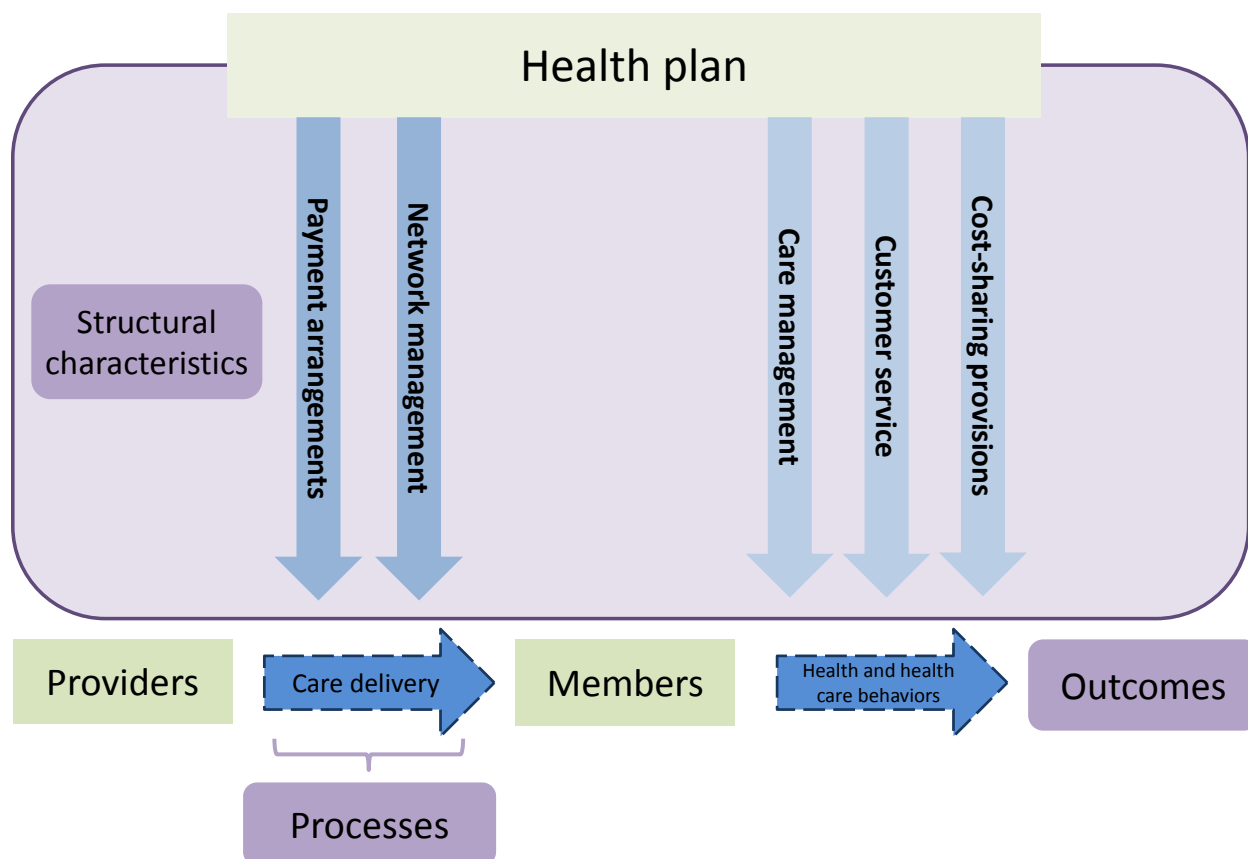 Health plan
Payment arrangements
Network management
Care management
Customer service
Cost-sharing provisions
Structural
characteristics
Providers
Care delivery
Members
Health and health
care behaviors
Outcomes
Processes